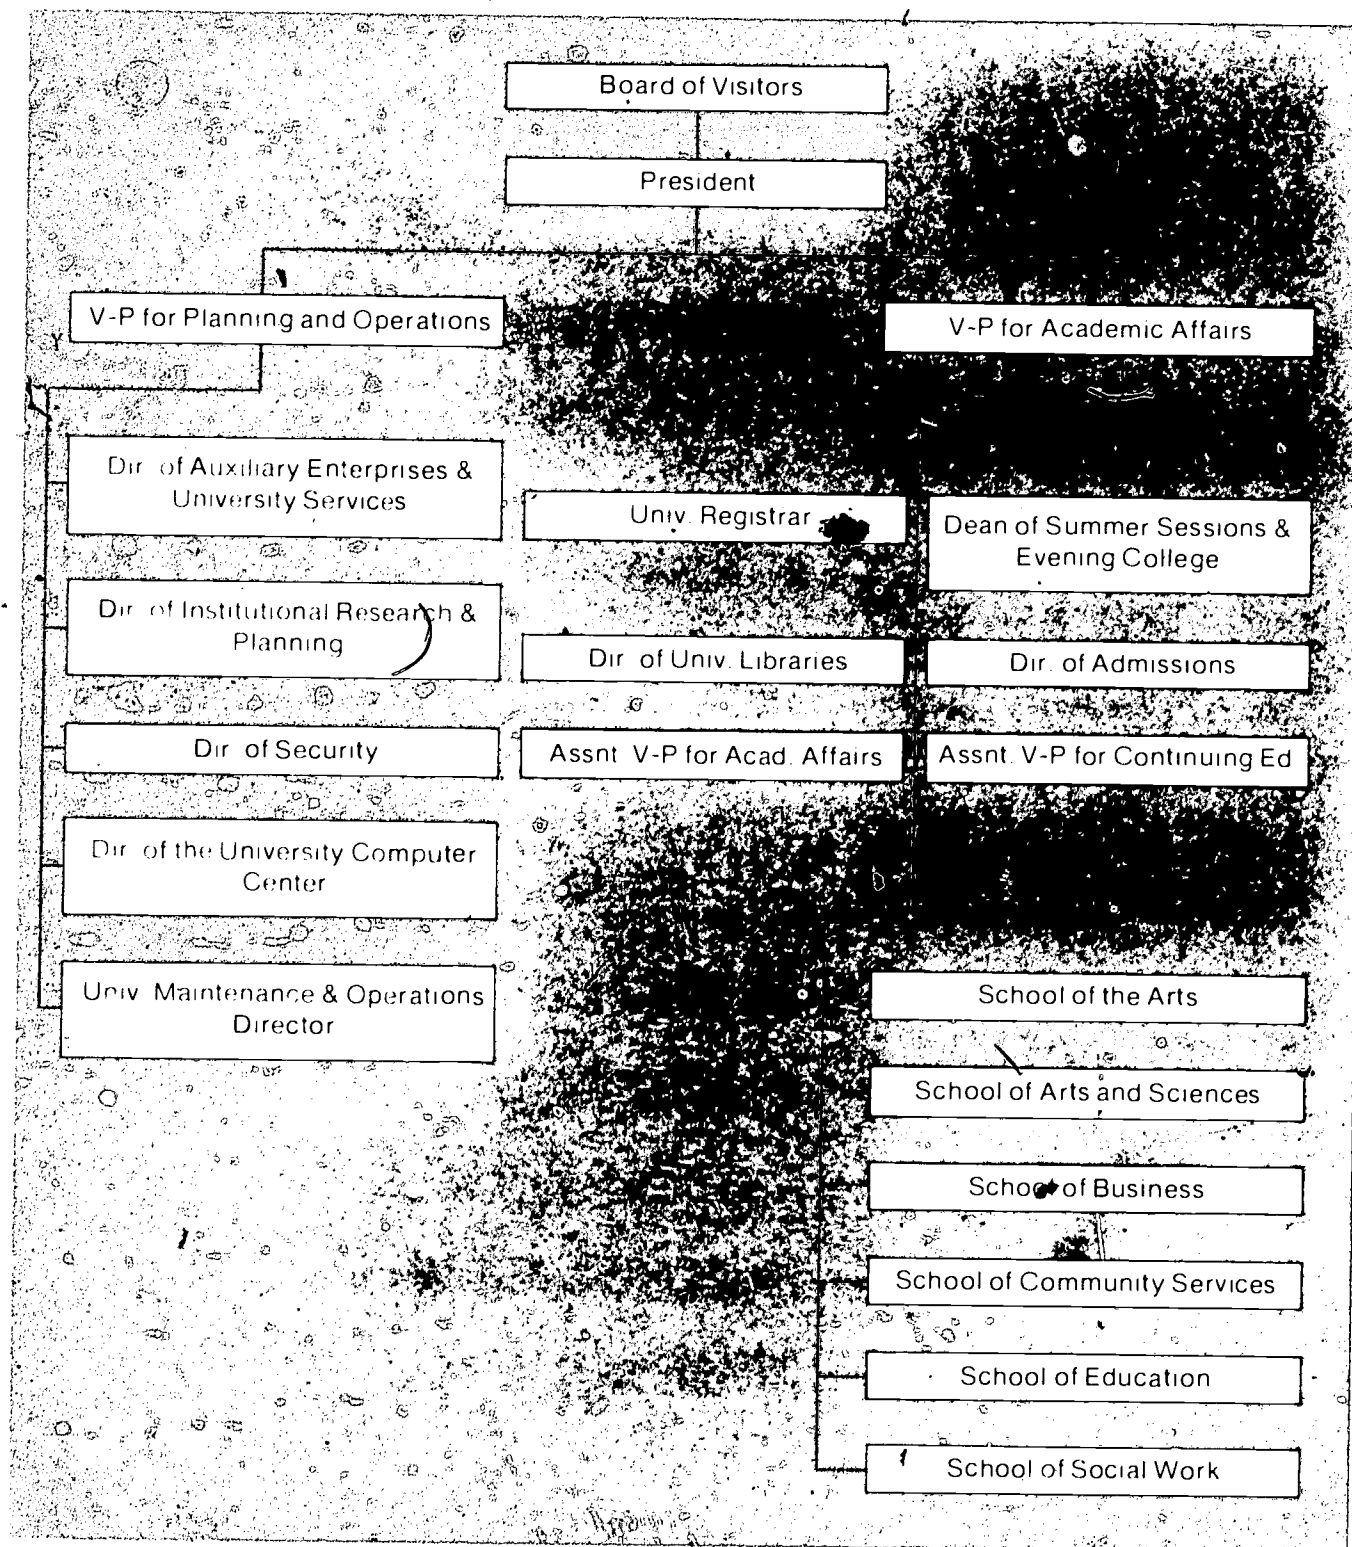 Board of Visitors
President
V-P for Planning and Operations
V-P for Academic Affairs
Dir. of Auxiliary Enterprises &
University Services
Dir. of Institutional Research &
Planning
Dir. of Security
Dir. of the University Computer
Center
Univ. Maintenance & Operations
Director
Univ. Registrar
Dean of Summer Sessions &
Evening College
Dir. of Univ. Libraries
Dir. of Admissions
Assnt. V-P for Acad. Affairs
Assnt. V-P for Continuing Ed
School of the Arts
School of Arts and Sciences
School of Business
School of Community Services
School of Education
School of Social Work